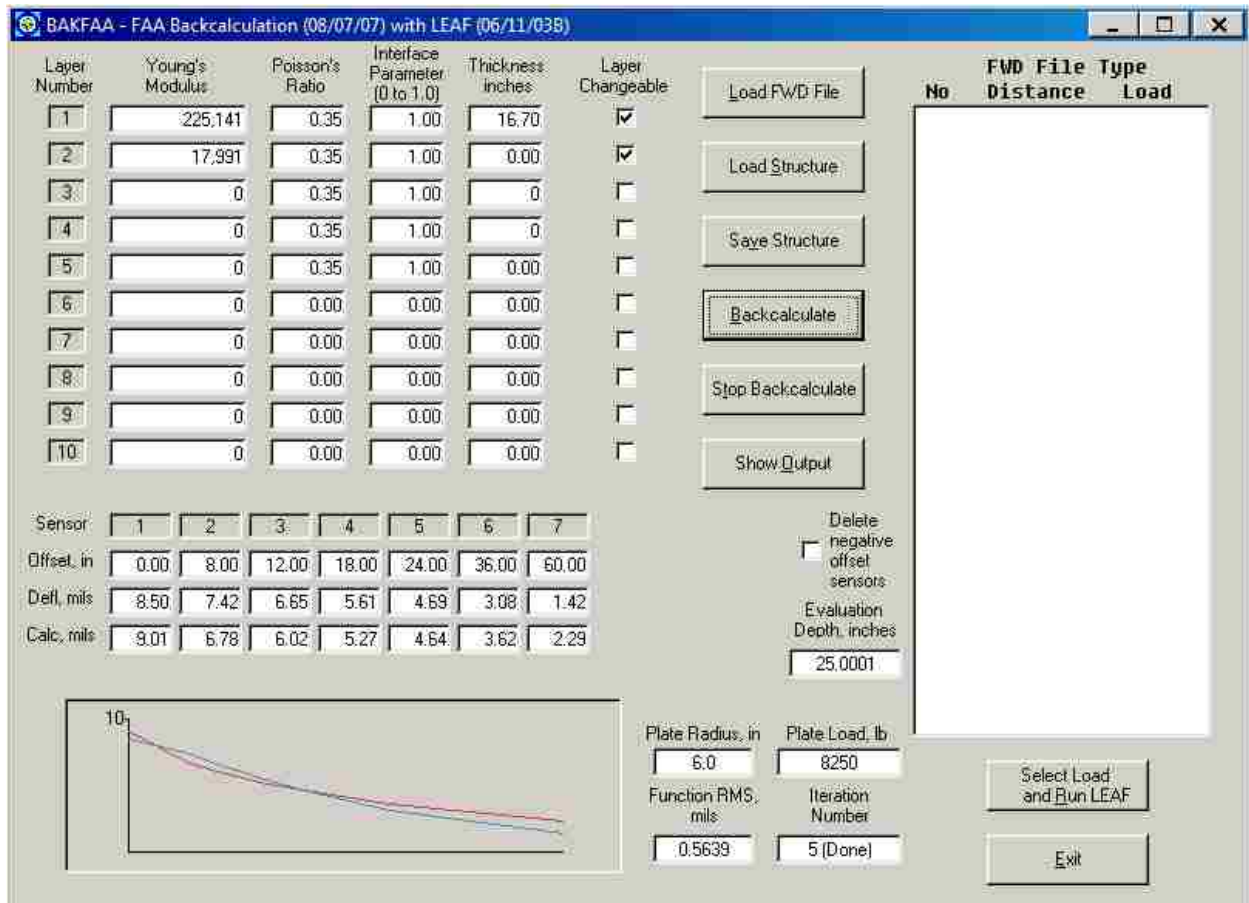 BAKFAA - FAA Backcalculation (08/07/07) with LEAF (06/11/03B)
Layer Number
Young's Modulus
Poisson's Ratio
Interface Parameter (0 to 1.0)
Thickness inches
Layer Changeable
1 225,141 0.35 1.00 16.70
2 17,991 0.35 1.00 0.00
3 0 0.35 1.00 0
4 0 0.35 1.00 0
5 0 0.35 1.00 0.00
6 0 0.00 0.00 0.00
7 0 0.00 0.00 0.00
8 0 0.00 0.00 0.00
9 0 0.00 0.00 0.00
10 0 0.00 0.00 0.00
Load FWD File
Load Structure
Save Structure
Backcalculate
Stop Backcalculate
Show Output
FWD File Type
No Distance Load
Sensor 1 2 3 4 5 6 7
Offset, in 0.00 8.00 12.00 18.00 24.00 36.00 60.00
Defl, mils 8.50 7.42 6.65 5.61 4.69 3.08 1.42
Calc, mils 9.01 6.78 6.02 5.27 4.64 3.62 2.29
Delete
negative
offset
sensors
Evaluation
Depth, inches
25.0001
10
Plate Radius, in
6.0
Plate Load, lb
8250
Function RMS,
mils
0.5639
Iteration
Number
5 (Done)
Select Load
and Run LEAF
Exit